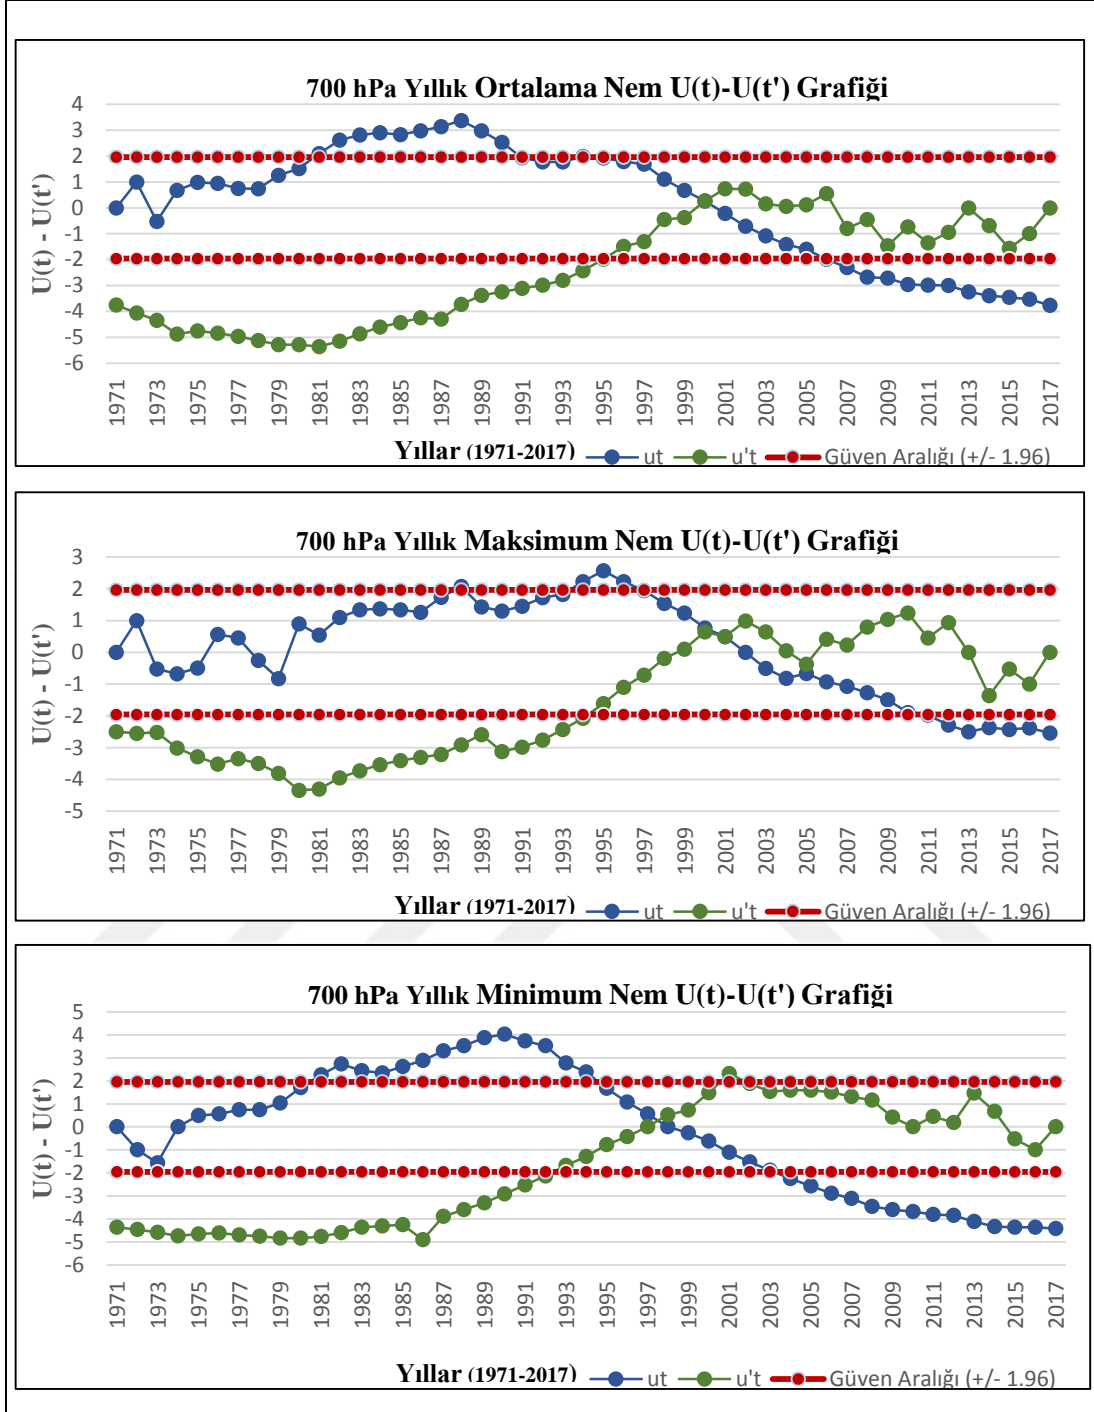 700 hPa Yıllık Ortalama Nem U(t)-U(t') Grafiği
4
3
2
1
0
-1
-2
-3
-4
-5
-6
U(t) - U(t')
1971 1973 1975 1977 1979 1981 1983 1985 1987 1989 1991 1993 1995 1997 1999 2001 2003 2005 2007 2009 2011 2013 2015 2017
Yıllar (1971-2017) ut u't Güven Aralığı (+/- 1.96)
700 hPa Yıllık Maksimum Nem U(t)-U(t') Grafiği
3
2
1
0
-1
-2
-3
-4
-5
U(t) - U(t')
1971 1973 1975 1977 1979 1981 1983 1985 1987 1989 1991 1993 1995 1997 1999 2001 2003 2005 2007 2009 2011 2013 2015 2017
Yıllar (1971-2017) ut u't Güven Aralığı (+/- 1.96)
700 hPa Yıllık Minimum Nem U(t)-U(t') Grafiği
5
4
3
2
1
0
-1
-2
-3
-4
-5
-6
U(t) - U(t')
1971 1973 1975 1977 1979 1981 1983 1985 1987 1989 1991 1993 1995 1997 1999 2001 2003 2005 2007 2009 2011 2013 2015 2017
Yıllar (1971-2017) ut u't Güven Aralığı (+/- 1.96)